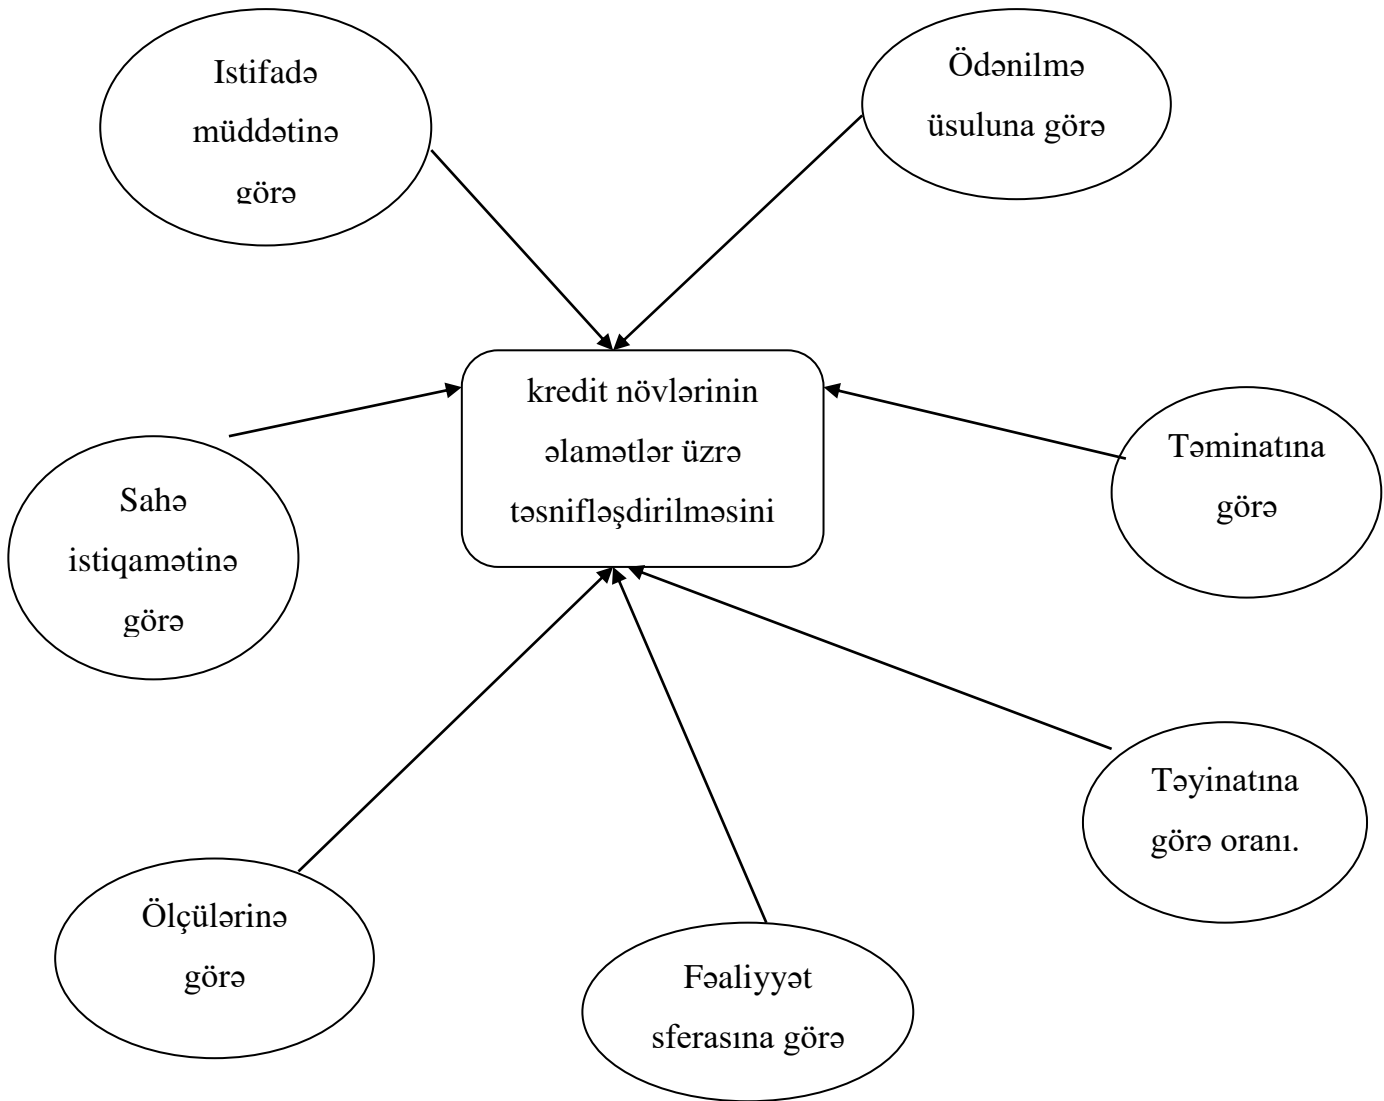 Istifadə
müddətinə
görə
Ödənilmə
üsuluna görə
kredit növlərinin
əlamətlər üzrə
təsnifləşdirilməsini
Təminatına
görə
Sahə
istiqamətinə
görə
Təyinatına
görə oranı.
Ölçülərinə
görə
Fəaliyyət
sferasına görə